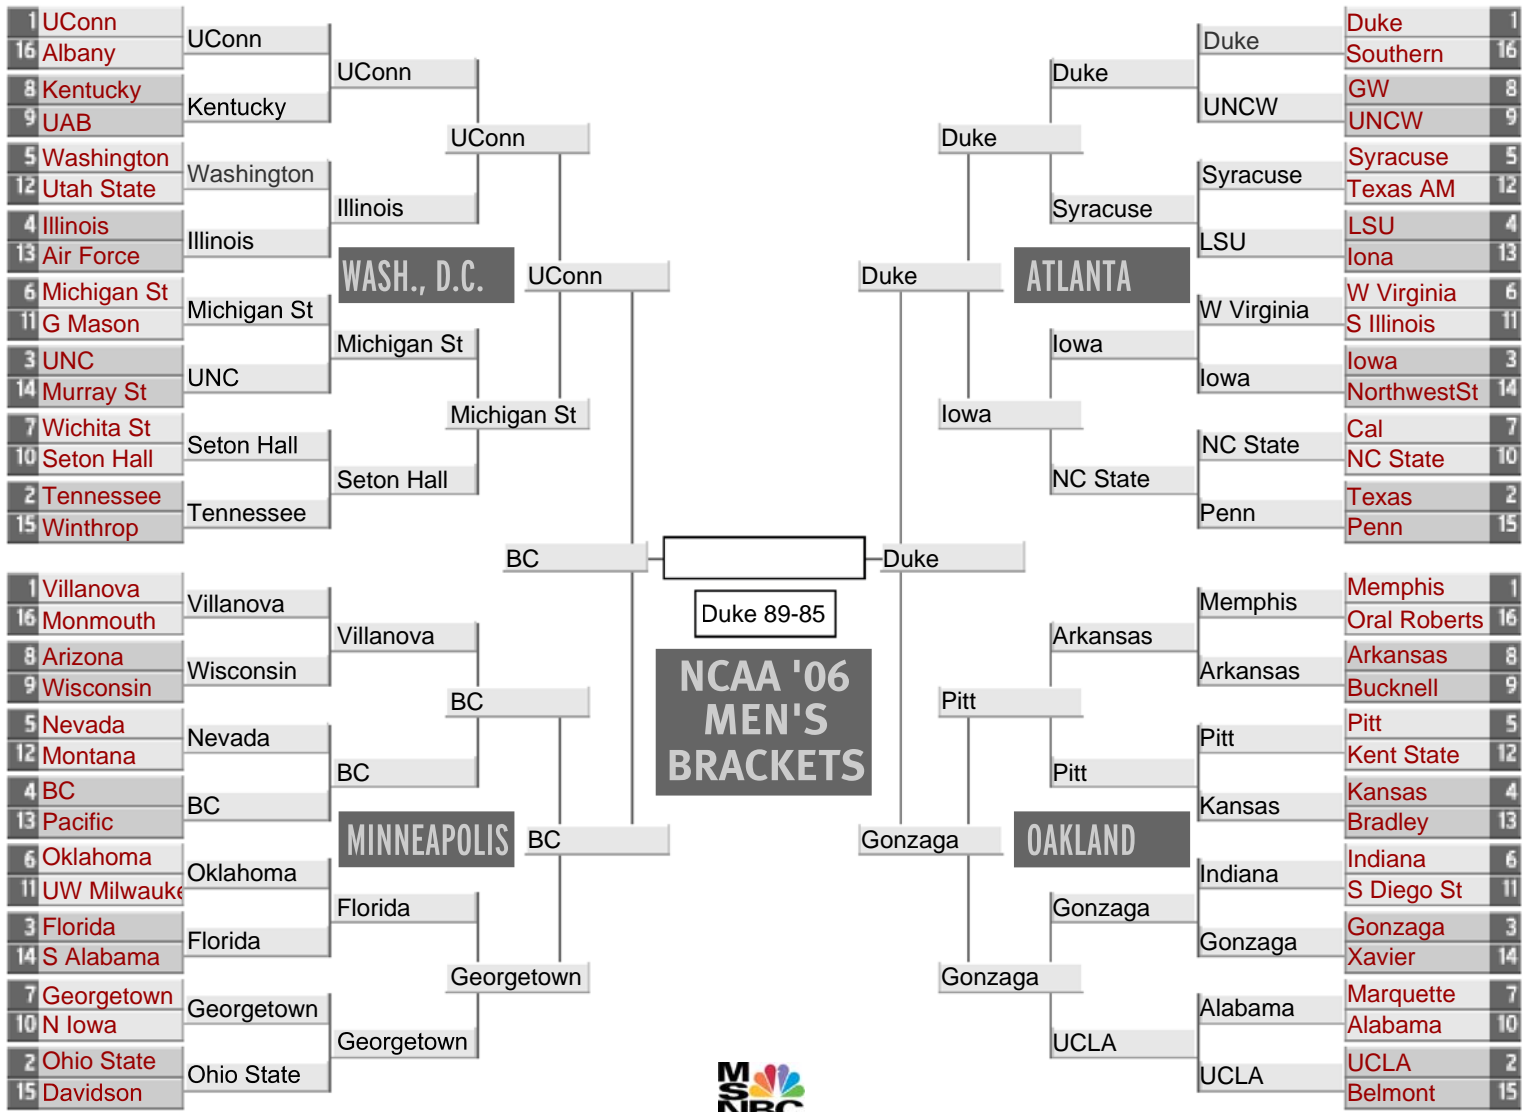 1 UConn
16 Albany
8 Kentucky
9 UAB
5 Washington
12 Utah State
4 Illinois
13 Air Force
6 Michigan St
11 G Mason
3 UNC
14 Murray St
7 Wichita St
10 Seton Hall
2 Tennessee
15 Winthrop
UConn
Kentucky
Washington
Illinois
Michigan St
UNC
Seton Hall
Tennessee
UConn
Illinois
Michigan St
Seton Hall
UConn
Michigan St
WASH., D.C.
UConn
1 Villanova
16 Monmouth
8 Arizona
9 Wisconsin
5 Nevada
12 Montana
4 BC
13 Pacific
6 Oklahoma
11 UW Milwauke
3 Florida
14 S Alabama
7 Georgetown
10 N Iowa
2 Ohio State
15 Davidson
Villanova
Wisconsin
Nevada
BC
Oklahoma
Florida
Georgetown
Ohio State
Villanova
BC
Florida
Georgetown
BC
Georgetown
MINNEAPOLIS
BC
BC
Duke
Duke 89-85
NCAA '06
MEN'S
BRACKETS
Duke 1
Southern 16
GW 8
UNCW 9
Syracuse 5
Texas AM 12
LSU 4
Iona 13
W Virginia 6
S Illinois 11
Iowa 3
NorthwestSt 14
Cal 7
NC State 10
Texas 2
Penn 15
Duke
UNCW
Syracuse
LSU
W Virginia
Iowa
NC State
Penn
Duke
Syracuse
Iowa
NC State
Duke
Iowa
ATLANTA
Duke
Memphis 1
Oral Roberts 16
Arkansas 8
Bucknell 9
Pitt 5
Kent State 12
Kansas 4
Bradley 13
Indiana 6
S Diego St 11
Gonzaga 3
Xavier 14
Marquette 7
Alabama 10
UCLA 2
Belmont 15
Memphis
Arkansas
Pitt
Kansas
Indiana
Gonzaga
Alabama
UCLA
Arkansas
Pitt
Gonzaga
UCLA
Pitt
Gonzaga
OAKLAND
Gonzaga
M
S
NBC